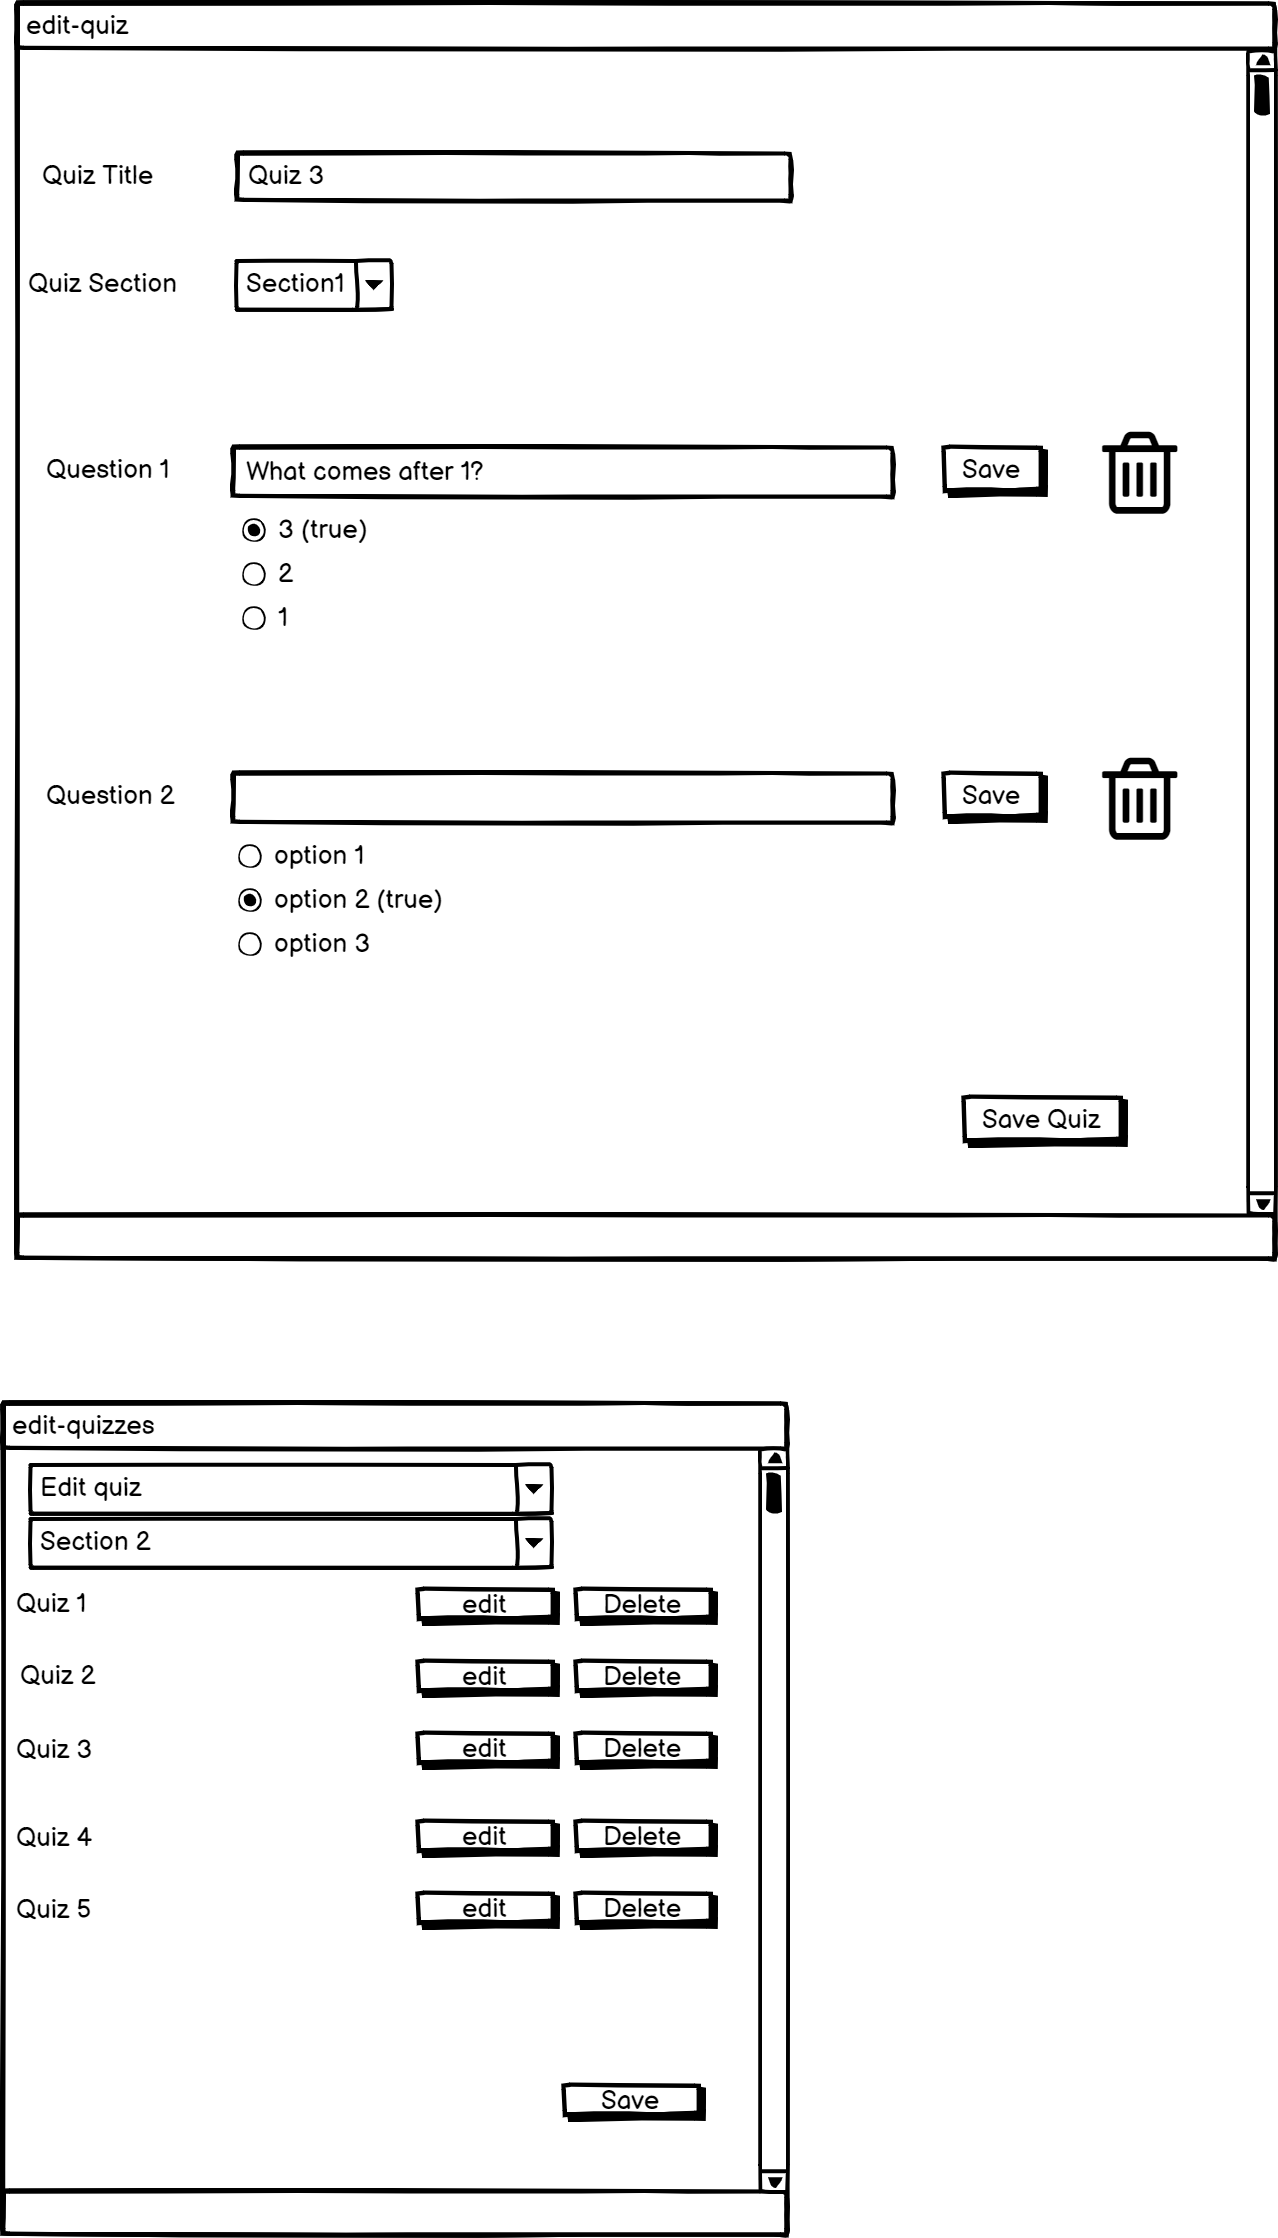 edit-quiz
Quiz Title Quiz 3
Quiz Section Section1
Question 1 What comes after 1? Save
3 (true)
2
1
Question 2 Save
option 1
option 2 (true)
option 3
Save Quiz
edit-quizzes
Edit quiz
Section 2
Quiz 1 edit Delete
Quiz 2 edit Delete
Quiz 3 edit Delete
Quiz 4 edit Delete
Quiz 5 edit Delete
Save